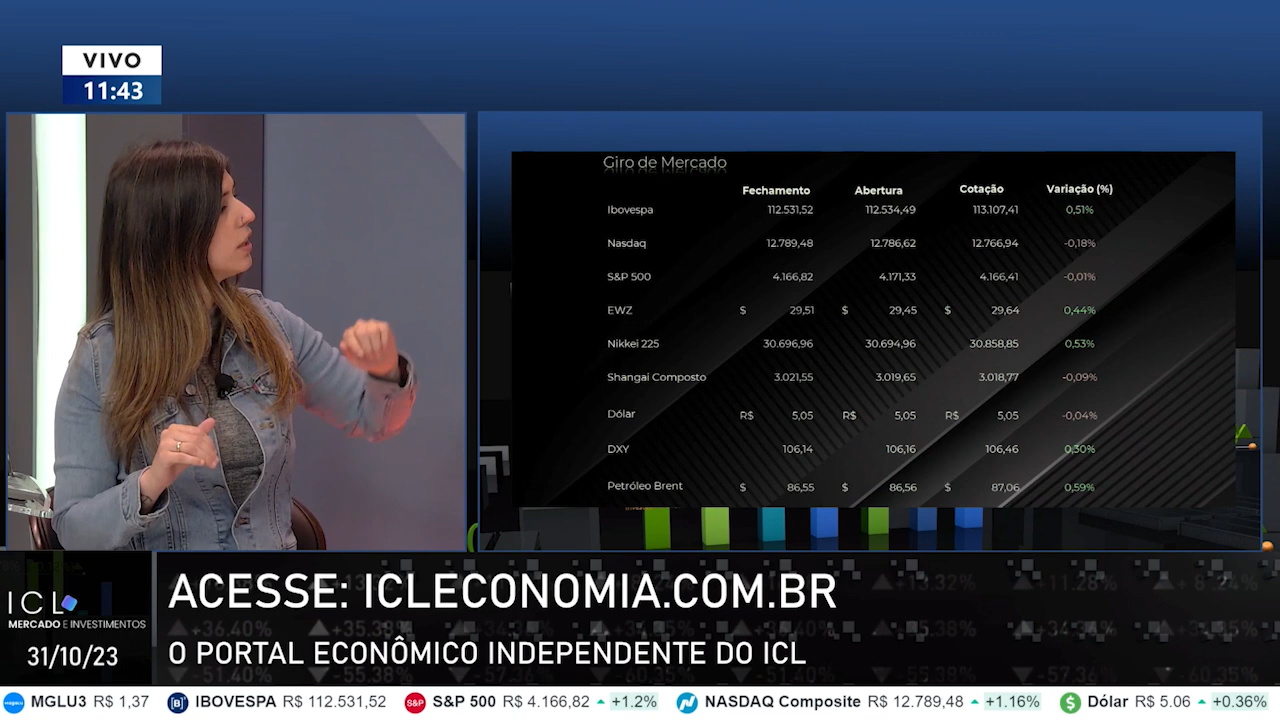 VIVO
11:43
Giro de Mercado
Fechamento Abertura Cotação Variação (%)
Ibovespa 112.531,52 112.534,49 113.107,41 0,51%
Nasdaq 12.789,48 12.786,62 12.766,94 -0,18%
S&P 500 4.166,82 4.171,33 4.166,41 -0,01%
EWZ $ 29,51 $ 29,45 $ 29,64 0,44%
Nikkei 225 30.696,96 30.694,96 30.858,85 0,53%
Shangai Composto 3.021,55 3.019,65 3.018,77 -0,09%
Dólar R$ 5,05 R$ 5,05 R$ 5,05 -0,04%
DXY 106,14 106,16 106,46 0,30%
Petróleo Brent $ 86,55 $ 86,56 $ 87,06 0,59%
ICL
MERCADO E INVESTIMENTOS
31/10/23
ACESSE: ICLECONOMIA.COM.BR
O PORTAL ECONÔMICO INDEPENDENTE DO ICL
MGLU3 R$ 1,37 IBOVESPA R$ 112.531,52 S&P 500 R$ 4.166,82 +1.2% NASDAQ Composite R$ 12.789,48 +1.16% Dólar R$ 5.06 +0.36%